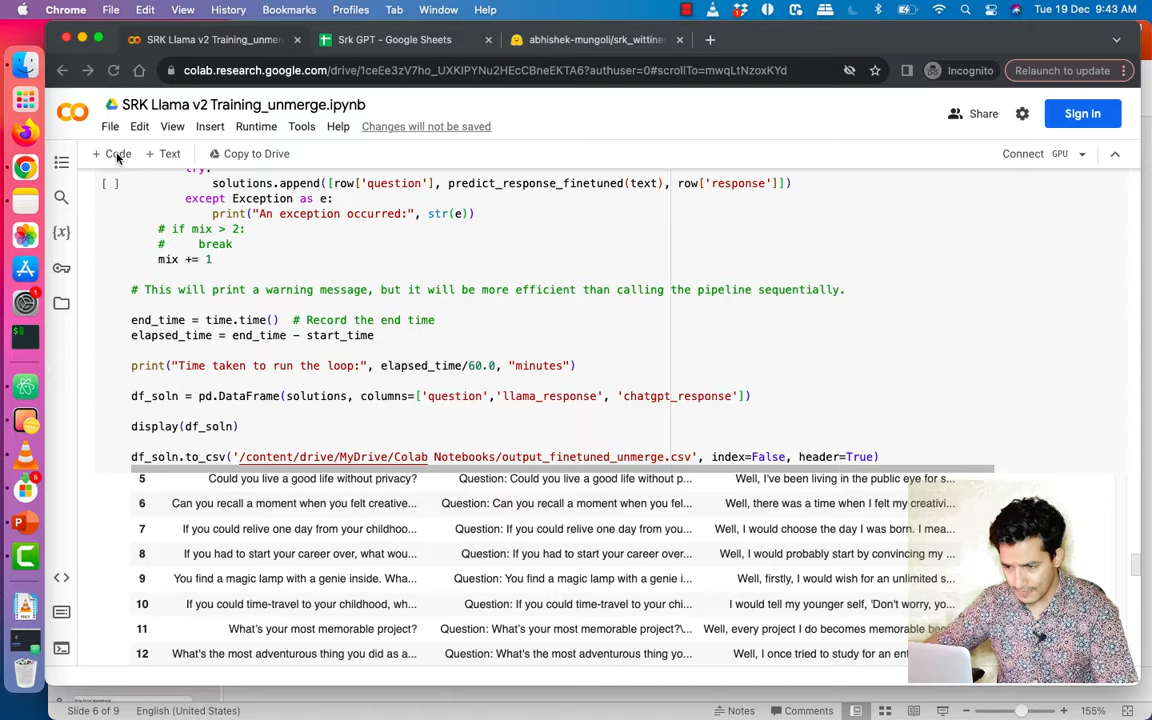 Chrome File Edit View History Bookmarks Profiles Tab Window Help Tue 19 Dec 9:43 AM
SRK Llama v2 Training_unmer Srk GPT - Google Sheets abhishek-mungoli/srk_wittines
colab.research.google.com/drive/1ceEe3zV7ho_UXKIPYNu2HEcCBneEKTA6?authuser=0#scrollTo=mwqLtNzoxKYd Incognito Relaunch to update
SRK Llama v2 Training_unmerge.ipynb
File Edit View Insert Runtime Tools Help Changes will not be saved
Share Sign in
+ Code + Text Copy to Drive Connect GPU
try:
[ ] solutions.append([row['question'], predict_response_finetuned(text), row['response']])
except Exception as e:
print("An exception occurred:", str(e))
# if mix > 2:
# break
mix += 1
# This will print a warning message, but it will be more efficient than calling the pipeline sequentially.
end_time = time.time() # Record the end time
elapsed_time = end_time - start_time
print("Time taken to run the loop:", elapsed_time/60.0, "minutes")
df_soln = pd.DataFrame(solutions, columns=['question','llama_response', 'chatgpt_response'])
display(df_soln)
df_soln.to_csv('/content/drive/MyDrive/Colab Notebooks/output_finetuned_unmerge.csv', index=False, header=True)
5 Could you live a good life without privacy? Question: Could you live a good life without p... Well, I've been living in the public eye for s...
6 Can you recall a moment when you felt creative... Question: Can you recall a moment when you fel... Well, there was a time when I felt my creativi...
7 If you could relive one day from your childhoo... Question: If you could relive one day from you... Well, I would choose the day I was born. I mea...
8 If you had to start your career over, what wou... Question: If you had to start your career over... Well, I would probably start by convincing my ...
9 You find a magic lamp with a genie inside. Wha... Question: You find a magic lamp with a genie i... Well, firstly, I would wish for an unlimited s...
10 If you could time-travel to your childhood, wh... Question: If you could time-travel to your chi... I would tell my younger self, 'Don't worry, yo...
11 What's your most memorable project? Question: What's your most memorable project?\... Well, every project I do becomes memorable be
12 What's the most adventurous thing you did as a... Question: What's the most adventurous thing yo... Well, I once tried to study for an ent
Slide 6 of 9 English (United States) Notes Comments 155%